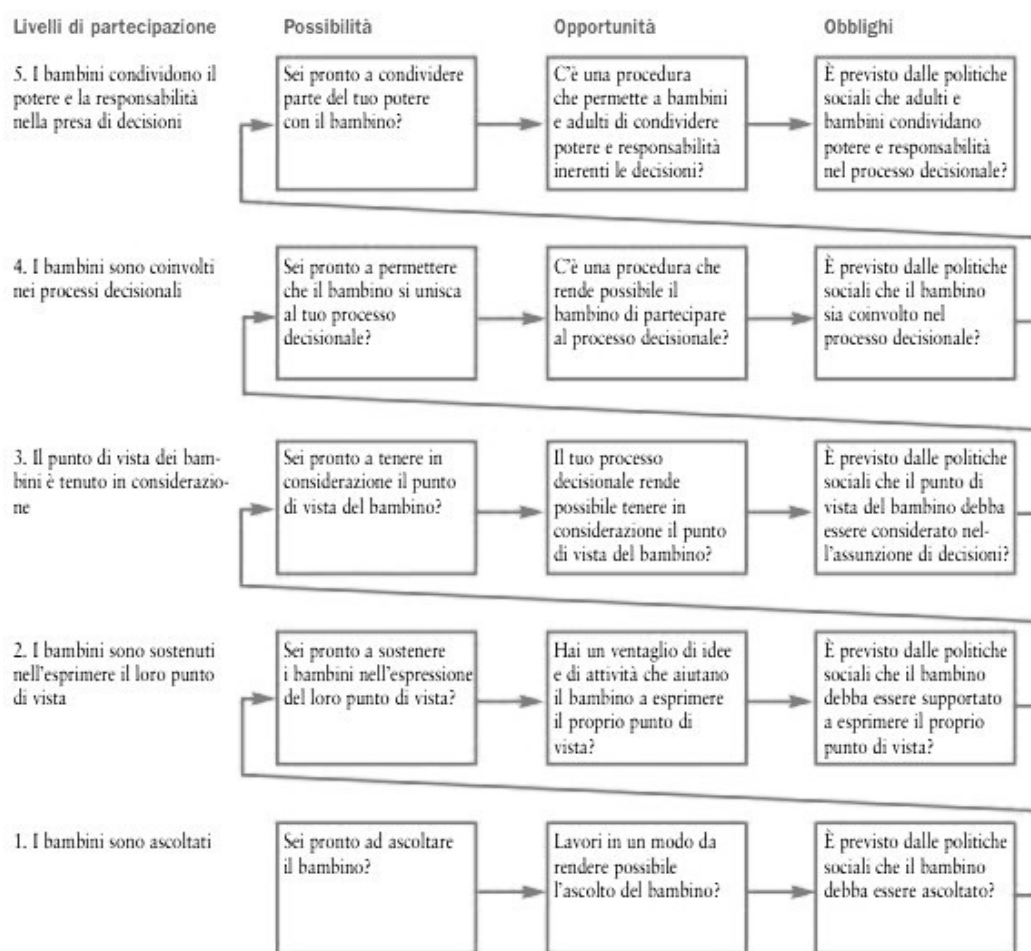 Livelli di partecipazione
Possibilità
Opportunità
Obblighi
5. I bambini condividono il
potere e la responsabilità
nella presa di decisioni
Sei pronto a condividere
parte del tuo potere
con il bambino?
C'è una procedura
che permette a bambini
e adulti di condividere
potere e responsabilità
inerenti le decisioni?
È previsto dalle politiche
sociali che adulti e
bambini condividano
potere e responsabilità
nel processo decisionale?
4. I bambini sono coinvolti
nei processi decisionali
Sei pronto a permettere
che il bambino si unisca
al tuo processo
decisionale?
C'è una procedura che
rende possibile il
bambino di partecipare
al processo decisionale?
È previsto dalle politiche
sociali che il bambino
sia coinvolto nel
processo decisionale?
3. Il punto di vista dei bam-
bini è tenuto in considerazio-
ne
Sei pronto a tenere in
considerazione il punto
di vista del bambino?
Il tuo processo
decisionale rende
possibile tenere in
considerazione il punto
di vista del bambino?
È previsto dalle politiche
sociali che il punto di
vista del bambino debba
essere considerato nel-
l'assunzione di decisioni?
2. I bambini sono sostenuti
nell'esprimere il loro punto
di vista
Sei pronto a sostenere
i bambini nell'espressione
del loro punto di vista?
Hai un ventaglio di idee
e di attività che aiutano
il bambino a esprimere
il proprio punto di
vista?
È previsto dalle politiche
sociali che il bambino
debba essere supportato
a esprimere il proprio
punto di vista?
1. I bambini sono ascoltati
Sei pronto ad ascoltare
il bambino?
Lavori in un modo da
rendere possibile
l'ascolto del bambino?
È previsto dalle politiche
sociali che il bambino
debba essere ascoltato?